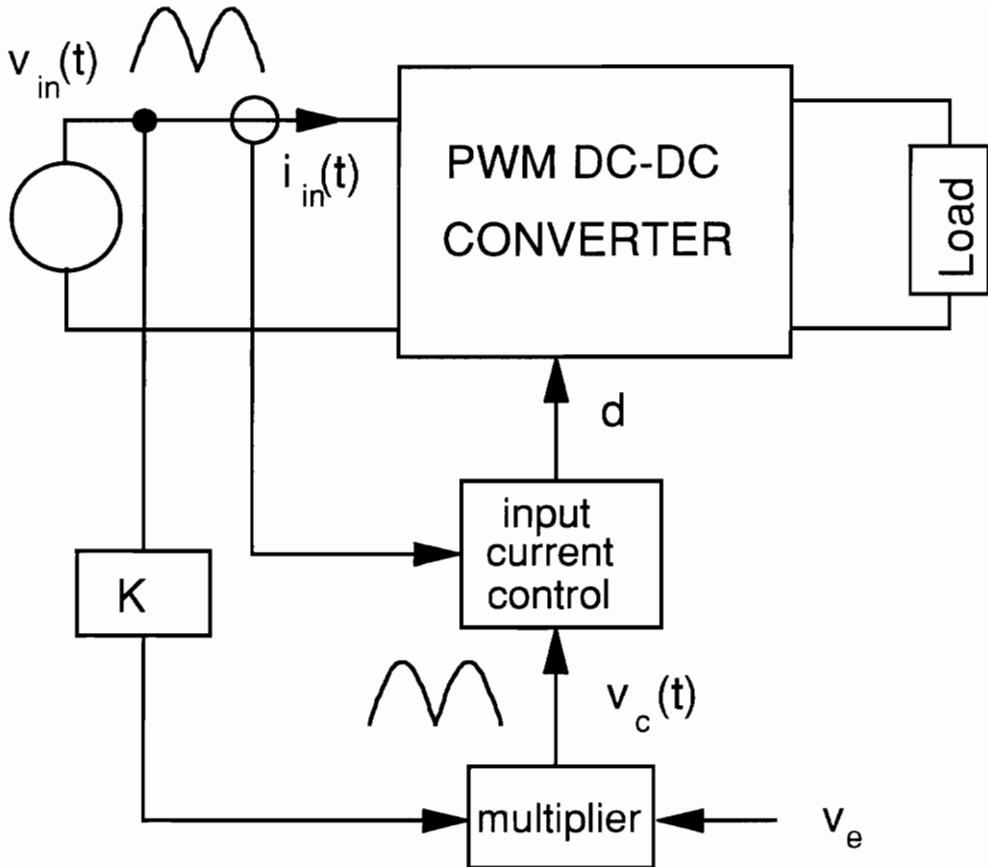 v_in(t)
i_in(t)
PWM DC-DC
CONVERTER
Load
d
input
current
control
K
v_c(t)
multiplier
v_e